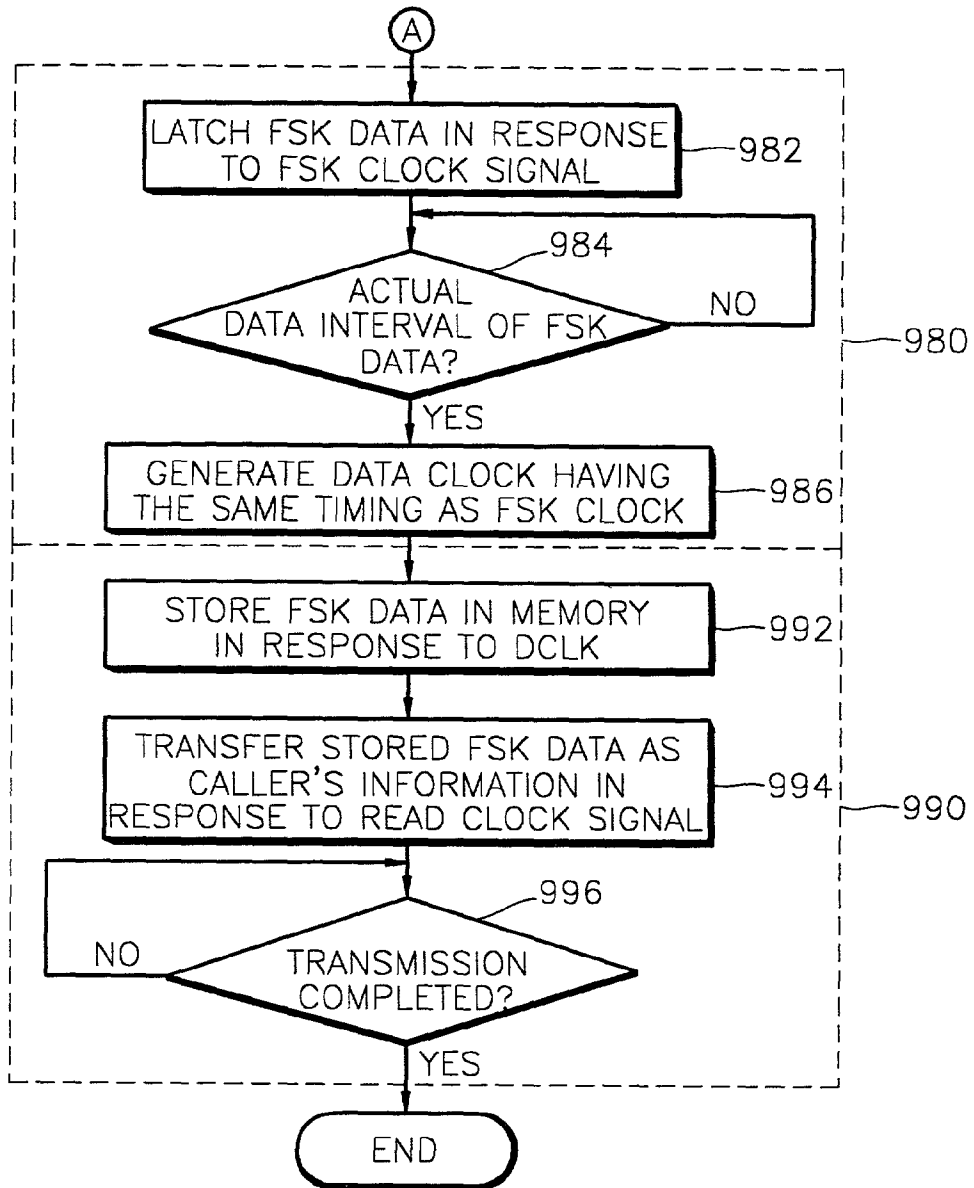 A
LATCH FSK DATA IN RESPONSE
TO FSK CLOCK SIGNAL
982
984
ACTUAL
DATA INTERVAL OF FSK
DATA?
NO
980
YES
GENERATE DATA CLOCK HAVING
THE SAME TIMING AS FSK CLOCK
986
STORE FSK DATA IN MEMORY
IN RESPONSE TO DCLK
992
TRANSFER STORED FSK DATA AS
CALLER'S INFORMATION IN
RESPONSE TO READ CLOCK SIGNAL
994
990
996
NO
TRANSMISSION
COMPLETED?
YES
END